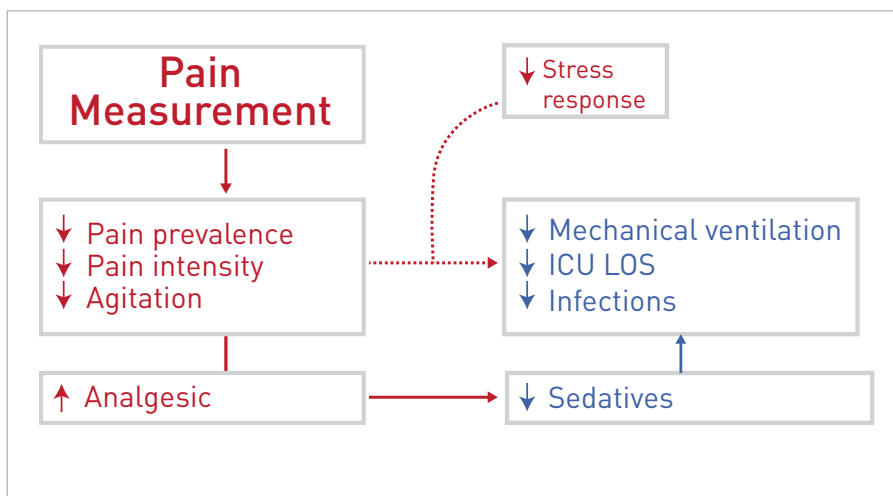 Pain
Measurement
Stress
response
Pain prevalence
Pain intensity
Agitation
Mechanical ventilation
ICU LOS
Infections
Analgesic
Sedatives